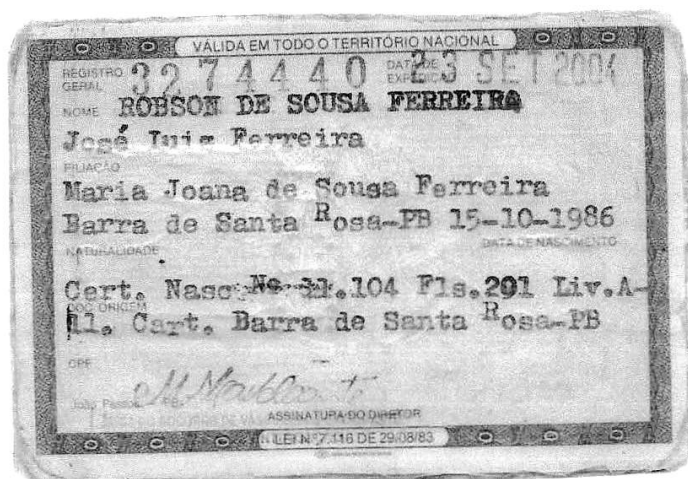 VÁLIDA EM TODO O TERRITÓRIO NACIONAL
REGISTRO GERAL 3274440 DATA DE EXPEDIÇÃO 23 SET 2004
NOME ROBSON DE SOUSA FERREIRA
José Luis Ferreira
FILIAÇÃO
Maria Joana de Sousa Ferreira
Barra de Santa Rosa-PB 15-10-1986
NATURALIDADE DATA DE NASCIMENTO
Cert. Nasc. Nº 11.104 Fls.291 Liv.A-
DOC ORIGEM
11. Cart. Barra de Santa Rosa-PB
CPF
João Pessoa
ASSINATURA DO DIRETOR
LEI Nº 7.116 DE 29/08/83